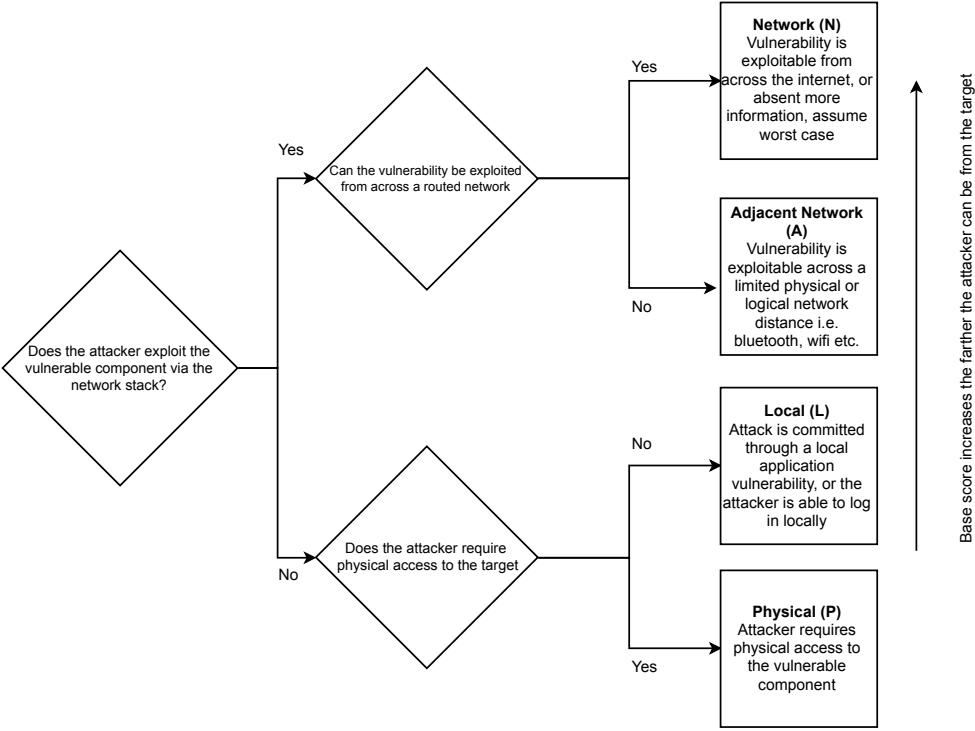 Does the attacker exploit the
vulnerable component via the
network stack?
Yes
No
Can the vulnerability be exploited
from across a routed network
Does the attacker require
physical access to the target
Yes
No
No
Yes
Network (N)
Vulnerability is
exploitable from
across the internet, or
absent more
information, assume
worst case
Adjacent Network
(A)
Vulnerability is
exploitable across a
limited physical or
logical network
distance i.e.
bluetooth, wifi etc.
Local (L)
Attack is committed
through a local
application
vulnerability, or the
attacker is able to log
in locally
Physical (P)
Attacker requires
physical access to
the vulnerable
component
Base score increases the farther the attacker can be from the target